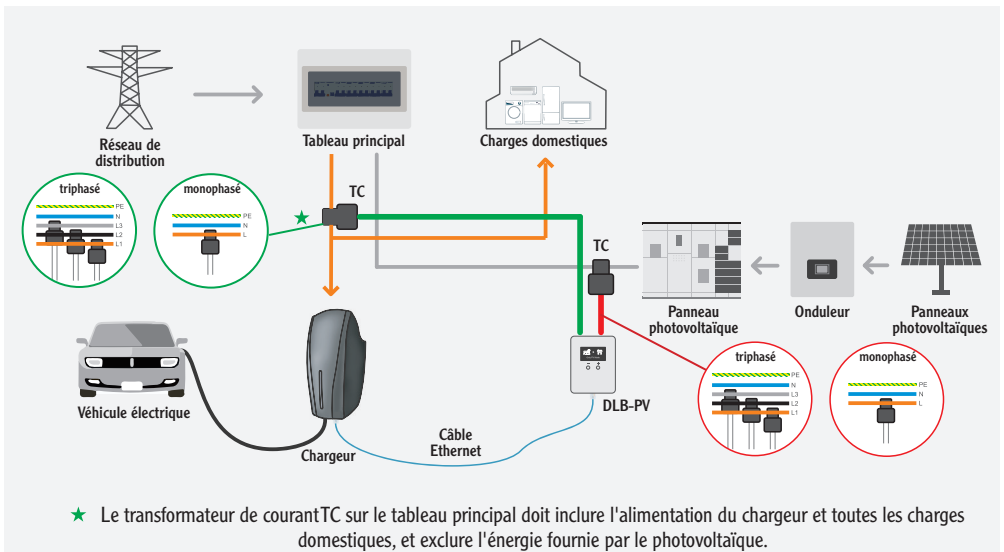 Réseau de
distribution
Tableau principal
Charges domestiques
triphasé
PE
N
L3
L2
L1
monophasé
PE
N
L
TC
TC
Panneau
photovoltaïque
Onduleur
Panneaux
photovoltaïques
Véhicule électrique
Chargeur
Câble
Ethernet
DLB-PV
triphasé
PE
N
L3
L2
L1
monophasé
PE
N
L
★ Le transformateur de courant TC sur le tableau principal doit inclure l'alimentation du chargeur et toutes les charges
domestiques, et exclure l'énergie fournie par le photovoltaïque.